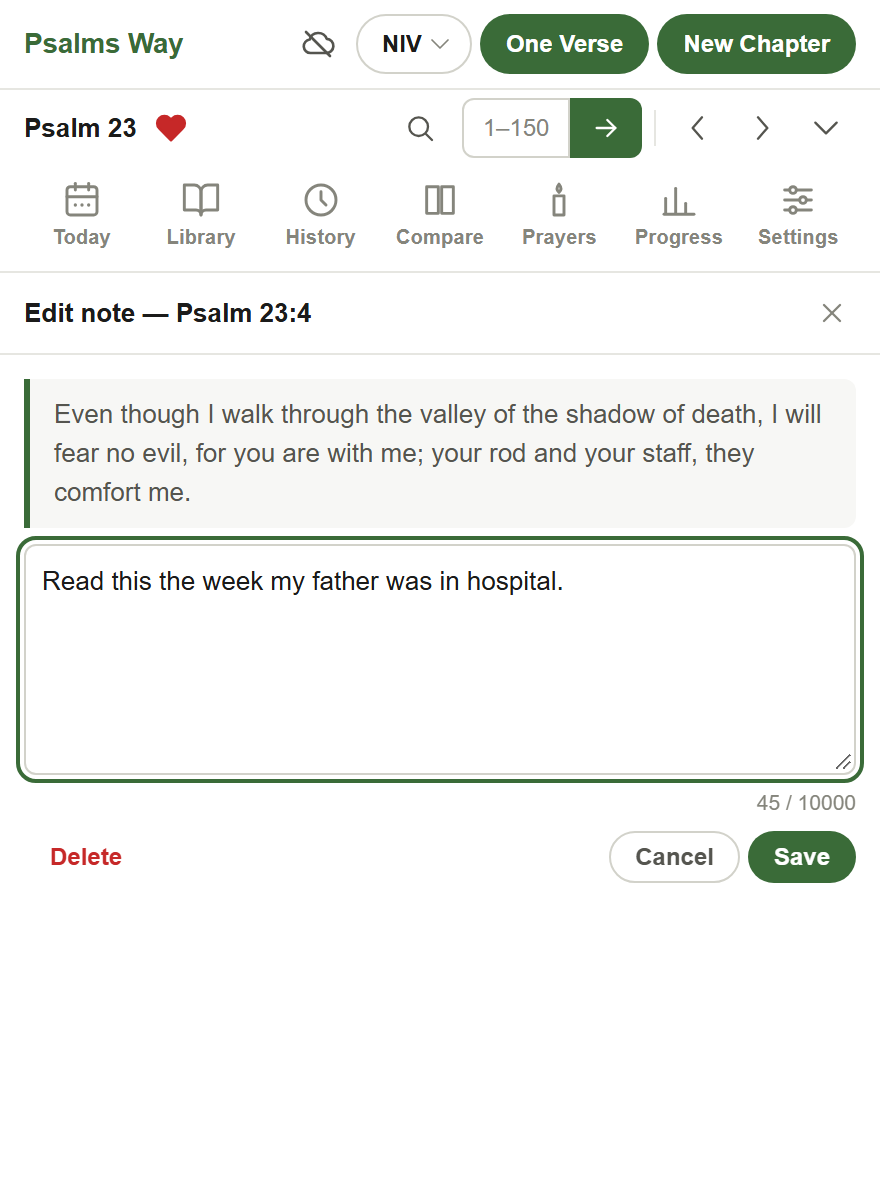 Psalms Way NIV One Verse New Chapter
Psalm 23 1–150
Today Library History Compare Prayers Progress Settings
Edit note — Psalm 23:4
Even though I walk through the valley of the shadow of death, I will
fear no evil, for you are with me; your rod and your staff, they
comfort me.
Read this the week my father was in hospital.
45 / 10000
Delete Cancel Save